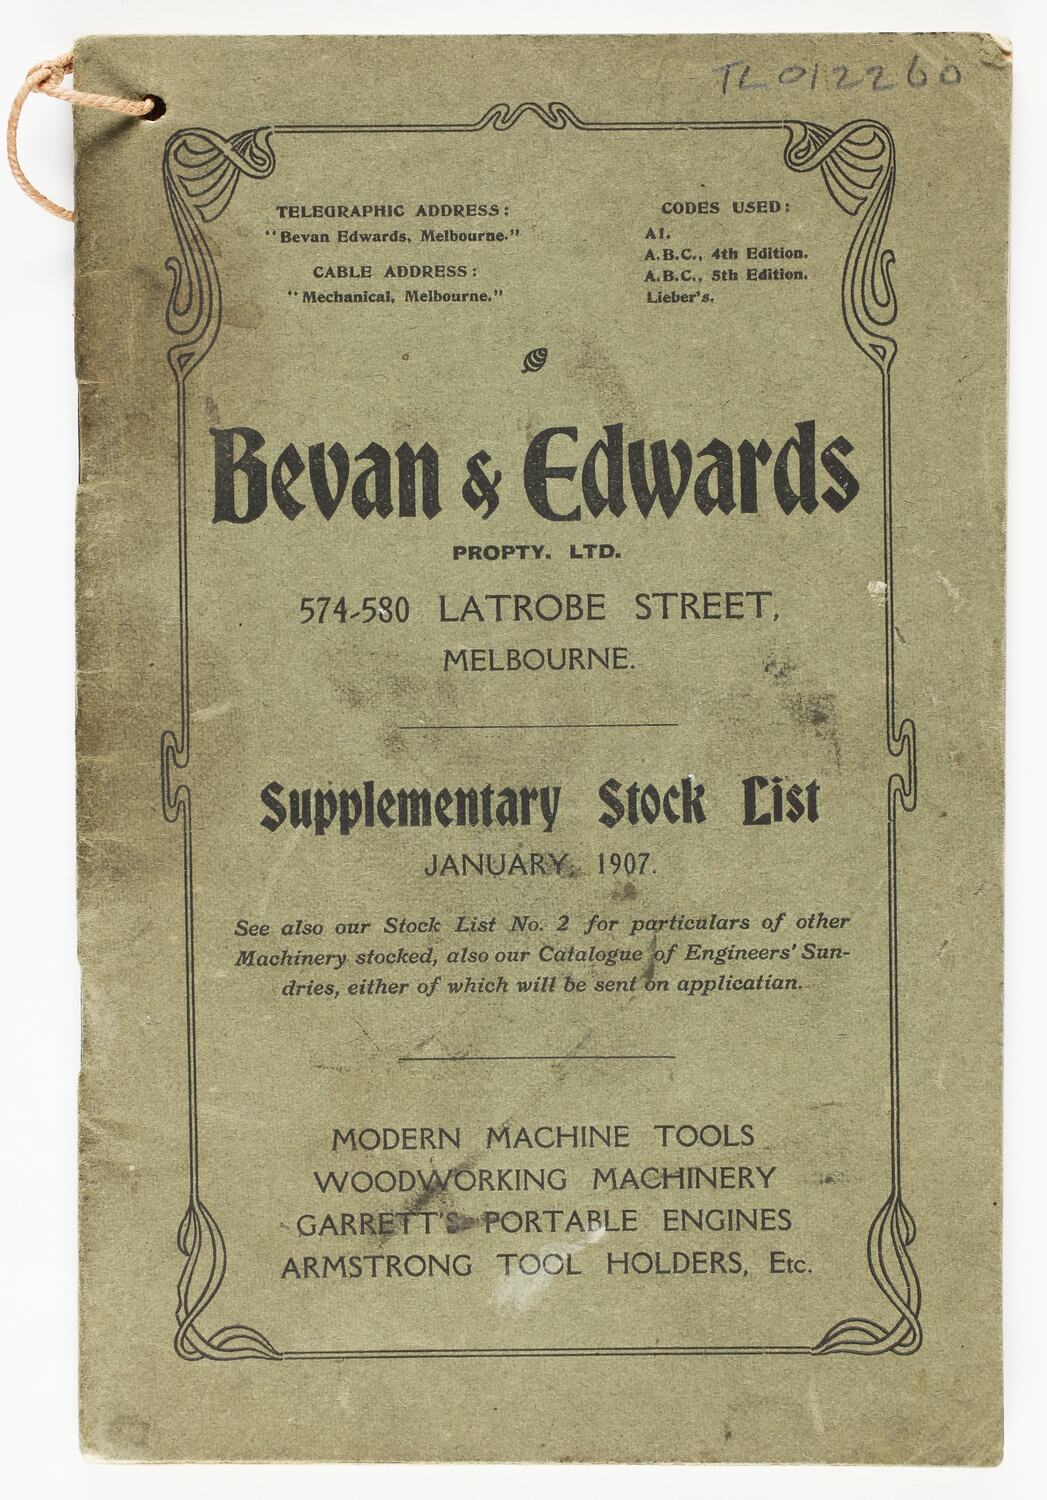 TL012260
TELEGRAPHIC ADDRESS:
"Bevan Edwards, Melbourne."
CABLE ADDRESS:
"Mechanical, Melbourne."
CODES USED:
A1.
A.B.C., 4th Edition.
A.B.C., 5th Edition.
Lieber's.
Bevan & Edwards
PROPTY. LTD.
574-580 LATROBE STREET,
MELBOURNE.
Supplementary Stock List
JANUARY, 1907.
See also our Stock List No. 2 for particulars of other
Machinery stocked, also our Catalogue of Engineers' Sun-
dries, either of which will be sent on applicatian.
MODERN MACHINE TOOLS
WOODWORKING MACHINERY
GARRETT'S PORTABLE ENGINES
ARMSTRONG TOOL HOLDERS, Etc.